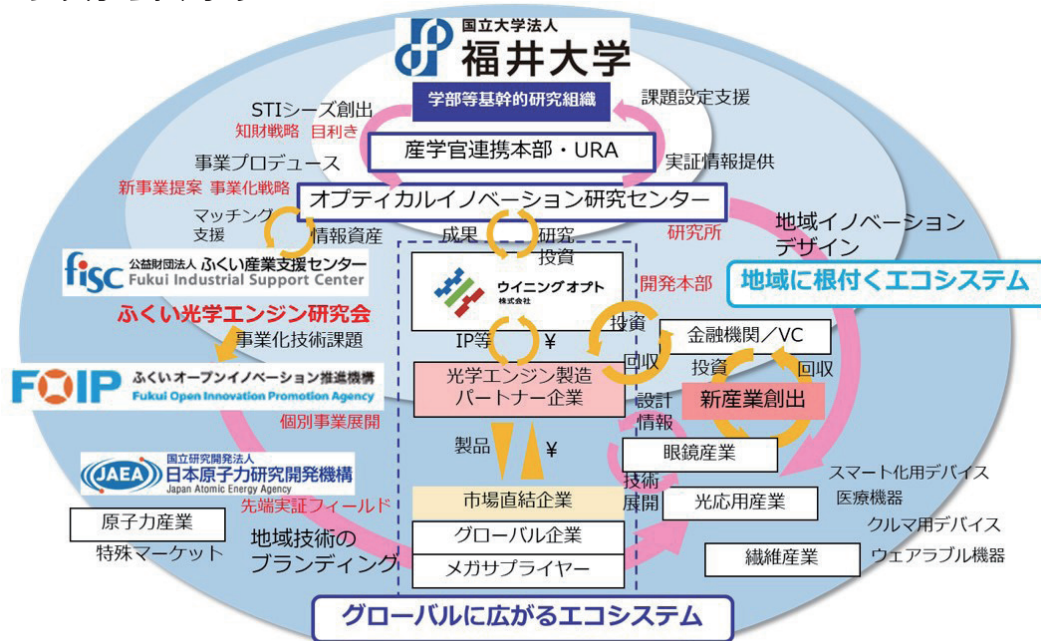 国立大学法人
福井大学
学部等基幹的研究組織
STIシーズ創出
課題設定支援
知財戦略 目利き
産学官連携本部・URA
事業プロデュース
実証情報提供
新事業提案 事業化戦略
オプティカルイノベーション研究センター
マッチング
支援
情報資産
成果
研究
投資
研究所
地域イノベーション
デザイン
fisc 公益財団法人 ふくい産業支援センター
Fukui Industrial Support Center
ウイニングオプト
株式会社
開発本部
地域に根付くエコシステム
ふくい光学エンジン研究会
事業化技術課題
IP等
¥
投資
回収
金融機関/VC
投資
回収
FOIP ふくいオープンイノベーション推進機構
Fukui Open Innovation Promotion Agency
光学エンジン製造
パートナー企業
新産業創出
個別事業展開
設計
情報
製品
¥
眼鏡産業
国立研究開発法人
JAEA 日本原子力研究開発機構
Japan Atomic Energy Agency
技術
展開
スマート化用デバイス
先端実証フィールド
市場直結企業
光応用産業
医療機器
原子力産業
特殊マーケット
地域技術の
ブランディング
グローバル企業
クルマ用デバイス
メガサプライヤー
繊維産業
ウェアラブル機器
グローバルに広がるエコシステム